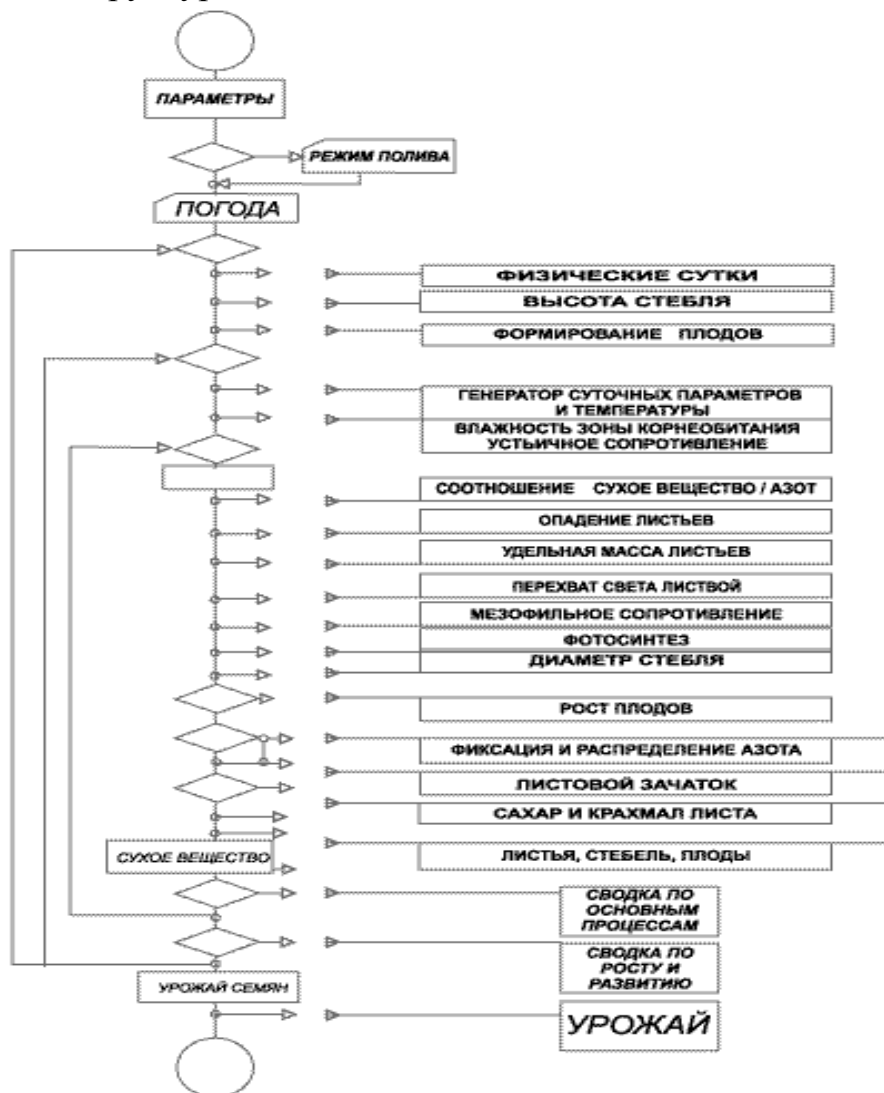 ПАРАМЕТРЫ
РЕЖИМ ПОЛИВА
ПОГОДА
ФИЗИЧЕСКИЕ СУТКИ
ВЫСОТА СТЕБЛЯ
ФОРМИРОВАНИЕ ПЛОДОВ
ГЕНЕРАТОР СУТОЧНЫХ ПАРАМЕТРОВ
И ТЕМПЕРАТУРЫ
ВЛАЖНОСТЬ ЗОНЫ КОРНЕОБИТАНИЯ
УСТЬИЧНОЕ СОПРОТИВЛЕНИЕ
СООТНОШЕНИЕ СУХОЕ ВЕЩЕСТВО / АЗОТ
ОПАДЕНИЕ ЛИСТЬЕВ
УДЕЛЬНАЯ МАССА ЛИСТЬЕВ
ПЕРЕХВАТ СВЕТА ЛИСТВОЙ
МЕЗОФИЛЬНОЕ СОПРОТИВЛЕНИЕ
ФОТОСИНТЕЗ
ДИАМЕТР СТЕБЛЯ
РОСТ ПЛОДОВ
ФИКСАЦИЯ И РАСПРЕДЕЛЕНИЕ АЗОТА
ЛИСТОВОЙ ЗАЧАТОК
САХАР И КРАХМАЛ ЛИСТА
СУХОЕ ВЕЩЕСТВО
ЛИСТЬЯ, СТЕБЕЛЬ, ПЛОДЫ
СВОДКА ПО
ОСНОВНЫМ
ПРОЦЕССАМ
СВОДКА ПО
РОСТУ И
РАЗВИТИЮ
УРОЖАЙ СЕМЯН
УРОЖАЙ